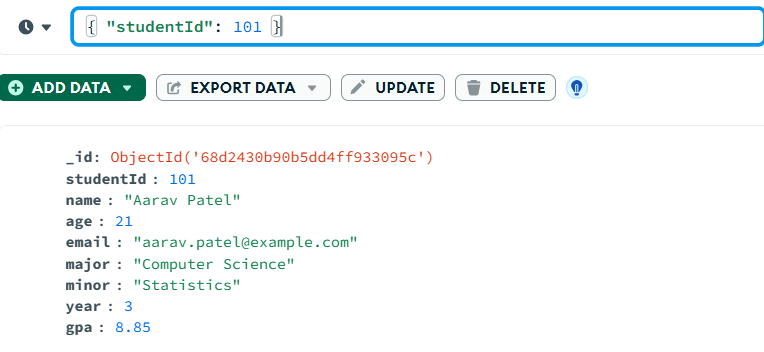 { "studentId": 101 }
ADD DATA EXPORT DATA UPDATE DELETE
_id: ObjectId('68d2430b90b5dd4ff933095c')
studentId : 101
name : "Aarav Patel"
age : 21
email : "aarav.patel@example.com"
major : "Computer Science"
minor : "Statistics"
year : 3
gpa : 8.85